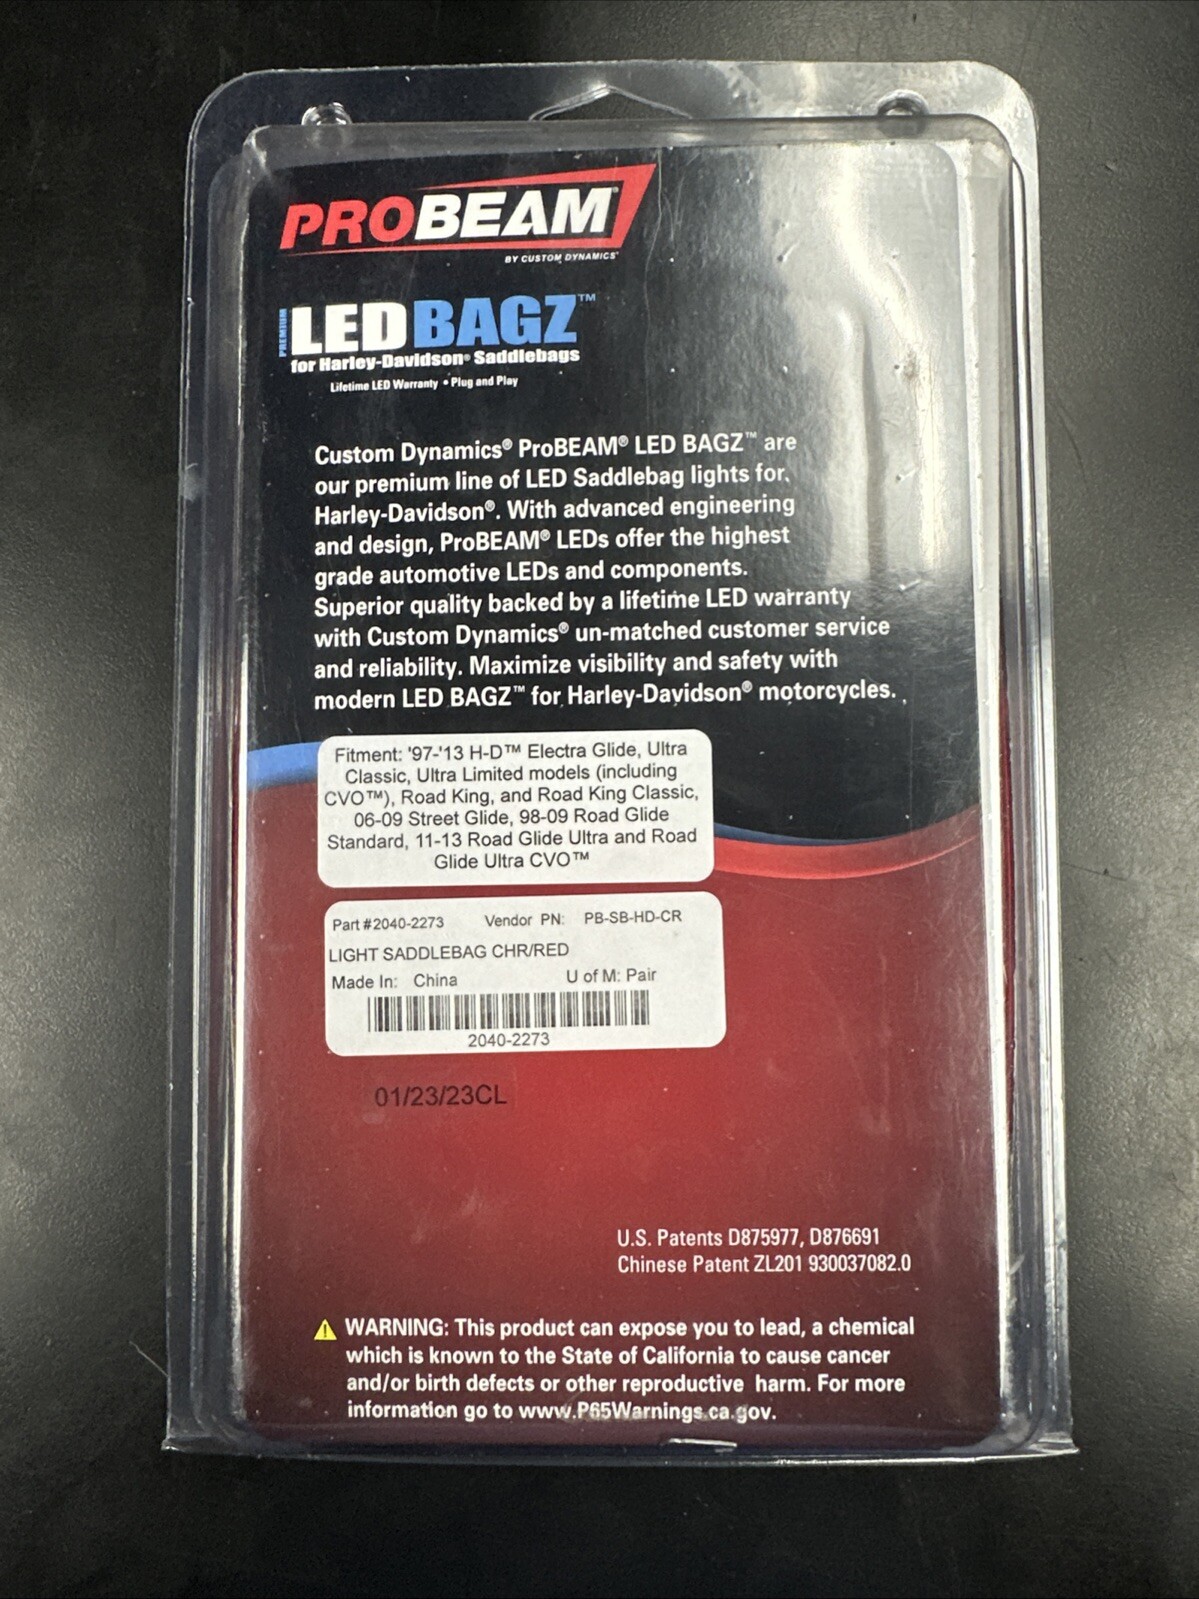 PROBEAM®
BY CUSTOM DYNAMICS®
PREMIUM
LED BAGZ™
for Harley-Davidson® Saddlebags
Lifetime LED Warranty • Plug and Play
Custom Dynamics® ProBEAM® LED BAGZ™ are
our premium line of LED Saddlebag lights for
Harley-Davidson®. With advanced engineering
and design, ProBEAM® LEDs offer the highest
grade automotive LEDs and components.
Superior quality backed by a lifetime LED warranty
with Custom Dynamics® un-matched customer service
and reliability. Maximize visibility and safety with
modern LED BAGZ™ for Harley-Davidson® motorcycles.
Fitment: '97-'13 H-D™ Electra Glide, Ultra
Classic, Ultra Limited models (including
CVO™), Road King, and Road King Classic,
06-09 Street Glide, 98-09 Road Glide
Standard, 11-13 Road Glide Ultra and Road
Glide Ultra CVO™
Part #2040-2273 Vendor PN: PB-SB-HD-CR
LIGHT SADDLEBAG CHR/RED
Made In: China U of M: Pair
2040-2273
01/23/23CL
U.S. Patents D875977, D876691
Chinese Patent ZL201 930037082.0
WARNING: This product can expose you to lead, a chemical
which is known to the State of California to cause cancer
and/or birth defects or other reproductive harm. For more
information go to www.P65Warnings.ca.gov.